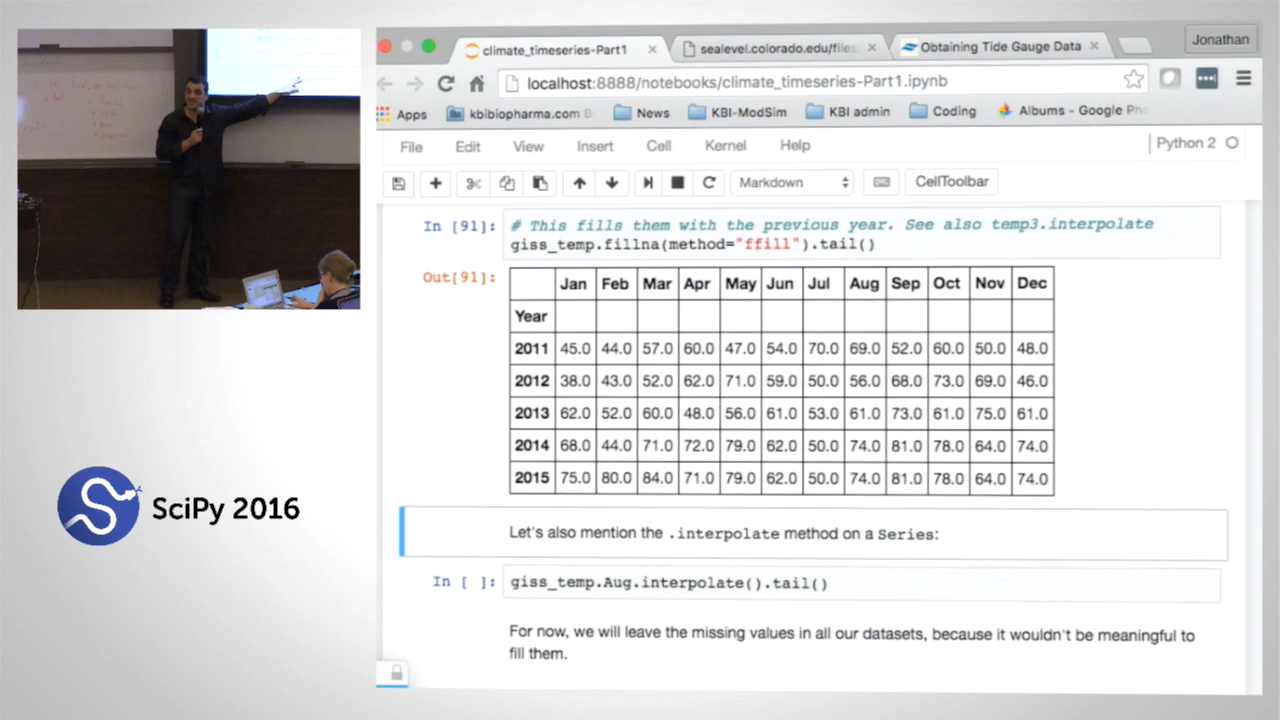 climate_timeseries-Part1
sealevel.colorado.edu/files
Obtaining Tide Gauge Data
Jonathan
localhost:8888/notebooks/climate_timeseries-Part1.ipynb
Apps kbibiopharma.com B News KBI-ModSim KBI admin Coding Albums - Google Pho
File Edit View Insert Cell Kernel Help Python 2
Markdown CellToolbar
In [91]: # This fills them with the previous year. See also temp3.interpolate
giss_temp.fillna(method="ffill").tail()
Out[91]:
Jan Feb Mar Apr May Jun Jul Aug Sep Oct Nov Dec
Year
2011 45.0 44.0 57.0 60.0 47.0 54.0 70.0 69.0 52.0 60.0 50.0 48.0
2012 38.0 43.0 52.0 62.0 71.0 59.0 50.0 56.0 68.0 73.0 69.0 46.0
2013 62.0 52.0 60.0 48.0 56.0 61.0 53.0 61.0 73.0 61.0 75.0 61.0
2014 68.0 44.0 71.0 72.0 79.0 62.0 50.0 74.0 81.0 78.0 64.0 74.0
2015 75.0 80.0 84.0 71.0 79.0 62.0 50.0 74.0 81.0 78.0 64.0 74.0
Let's also mention the .interpolate method on a Series:
In [ ]: giss_temp.Aug.interpolate().tail()
For now, we will leave the missing values in all our datasets, because it wouldn't be meaningful to
fill them.
SciPy 2016